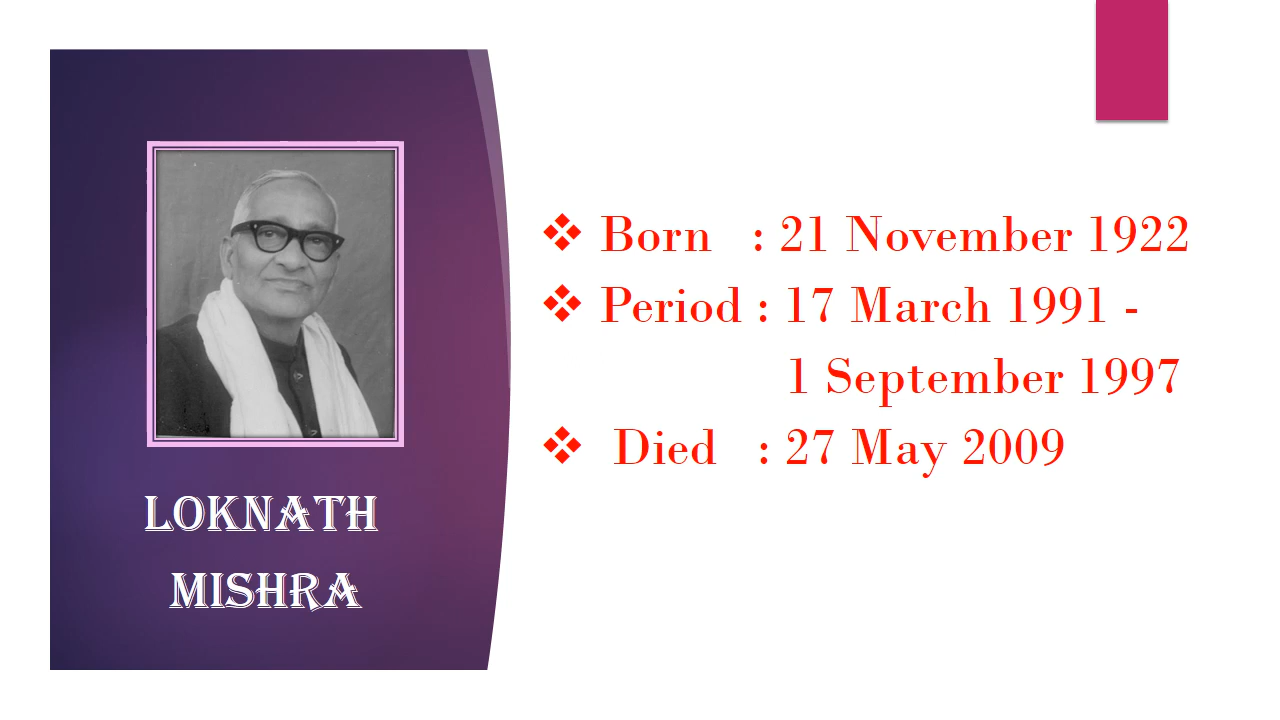 LOKNATH
MISHRA
❖ Born : 21 November 1922
❖ Period : 17 March 1991 -
1 September 1997
❖ Died : 27 May 2009